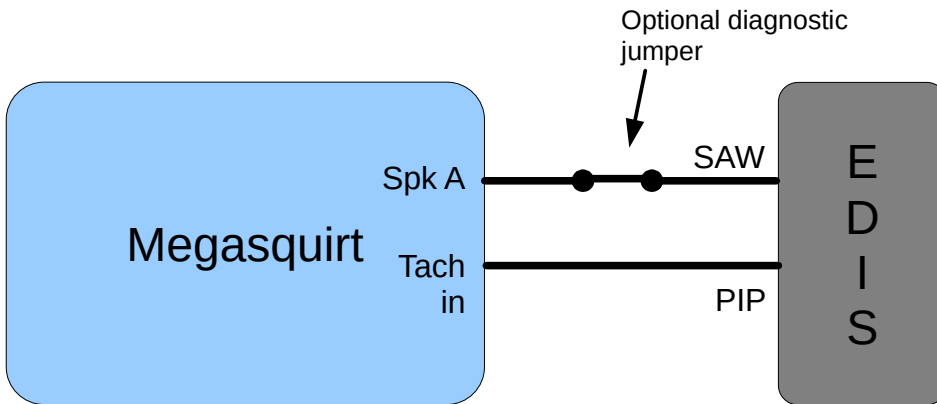 Optional diagnostic
jumper
Spk A
SAW
Megasquirt
Tach
in
PIP
E
D
I
S